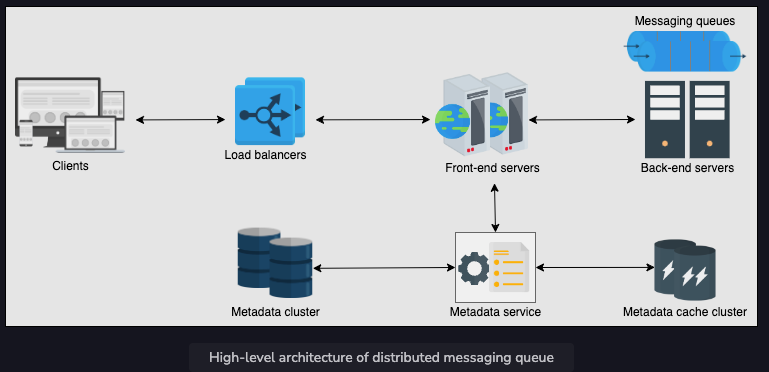 Messaging queues
Clients
Load balancers
Front-end servers
Back-end servers
Metadata cluster
Metadata service
Metadata cache cluster
High-level architecture of distributed messaging queue